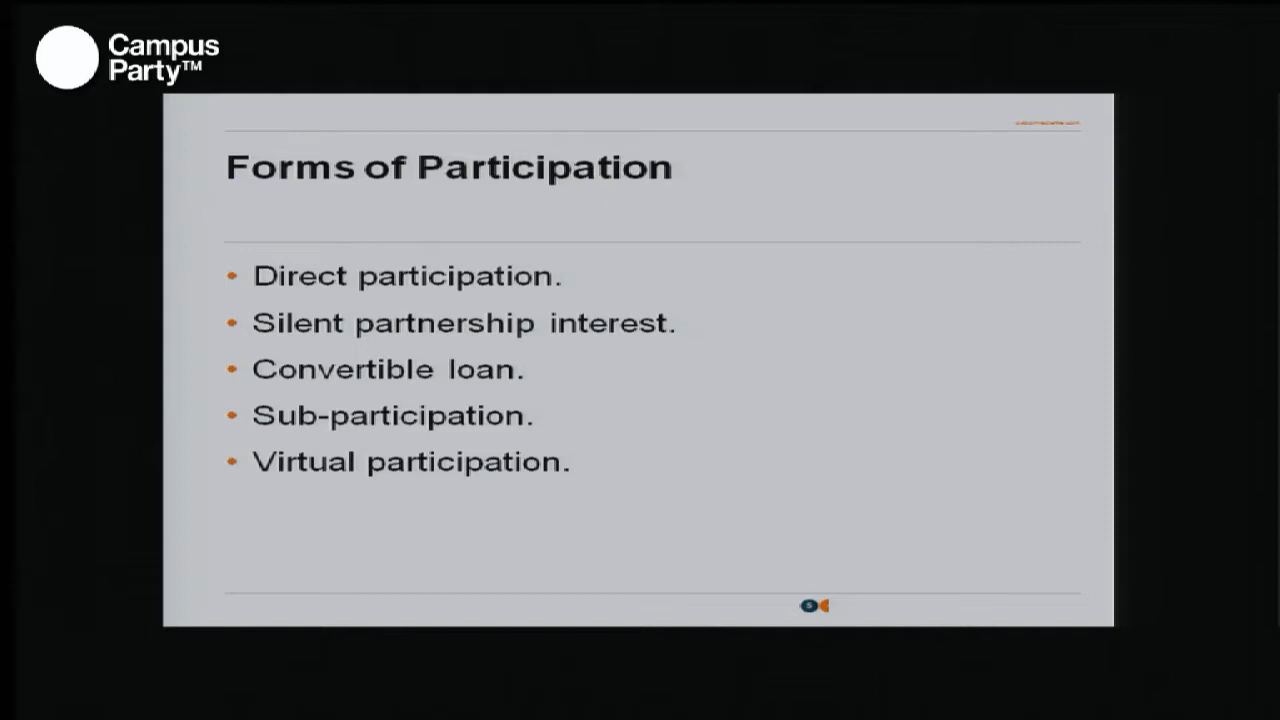 Campus
Party™
Forms of Participation
• Direct participation.
• Silent partnership interest.
• Convertible loan.
• Sub-participation.
• Virtual participation.
S